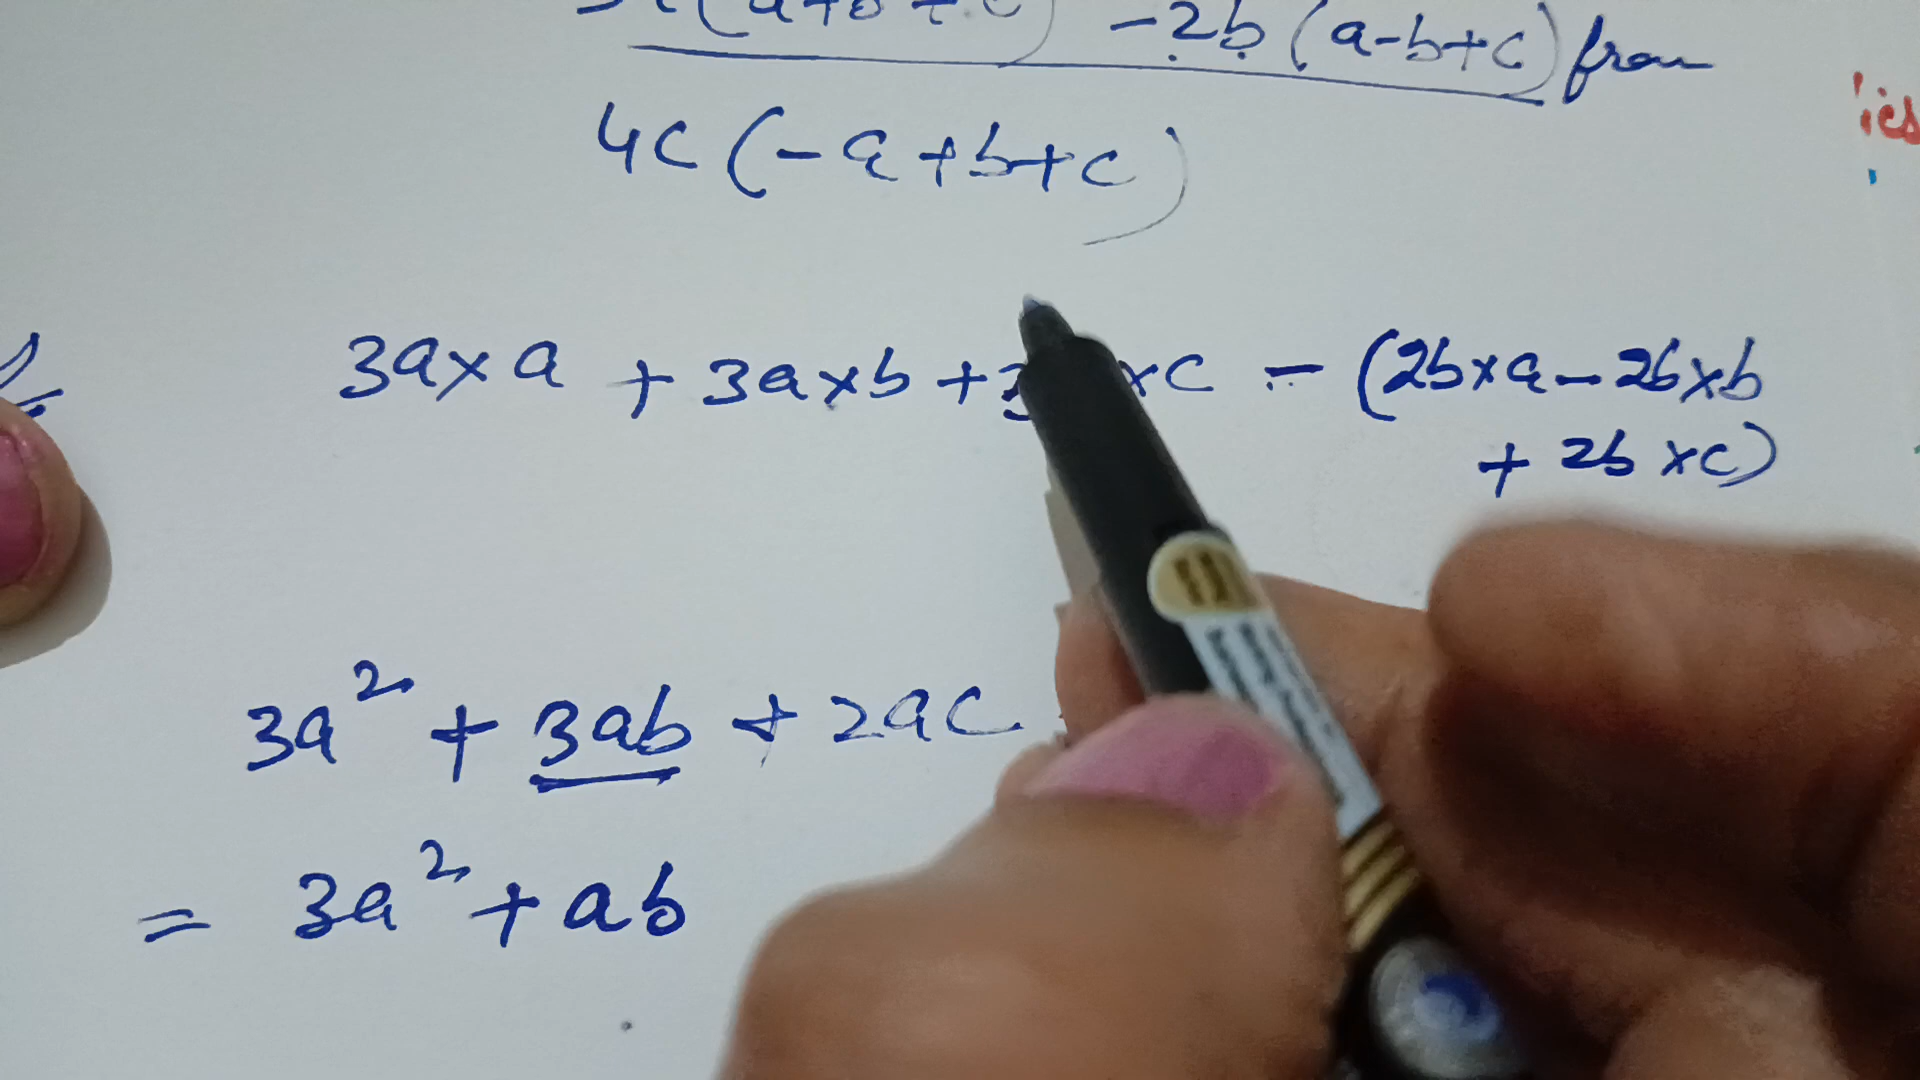 (a+b+c) -2b (a-b+c) from
4c (-a+b+c)
3a×a + 3a×b + 3 ×c - (2b×a-2b×b
+ 2b×c)
3a² + 3ab + 2ac
= 3a² + ab